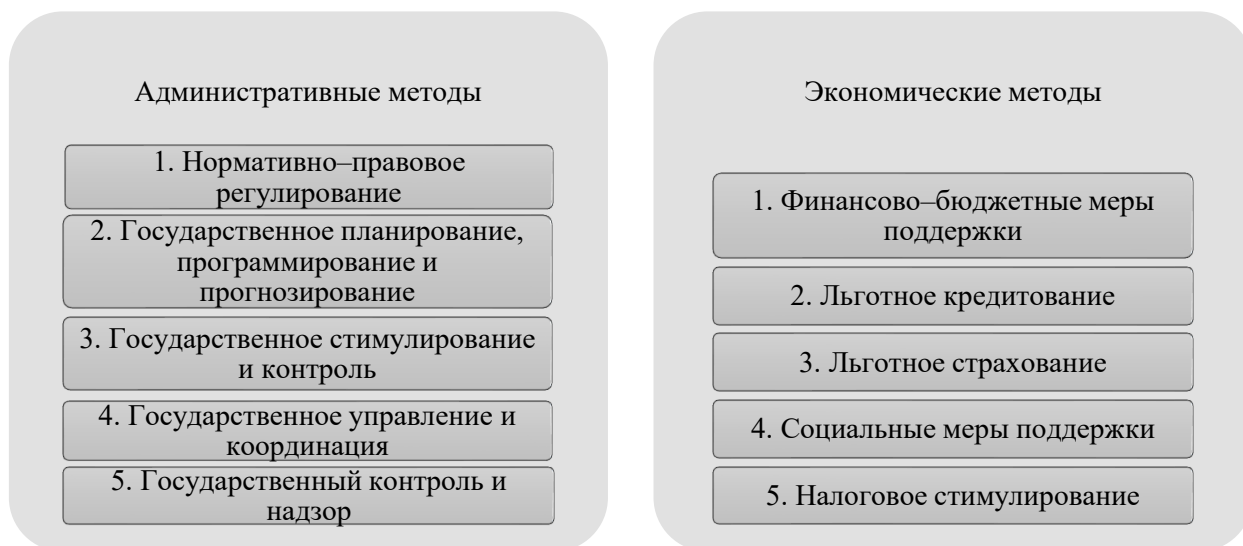 Административные методы
1. Нормативно–правовое
регулирование
2. Государственное планирование,
программирование и
прогнозирование
3. Государственное стимулирование
и контроль
4. Государственное управление и
координация
5. Государственный контроль и
надзор
Экономические методы
1. Финансово–бюджетные меры
поддержки
2. Льготное кредитование
3. Льготное страхование
4. Социальные меры поддержки
5. Налоговое стимулирование